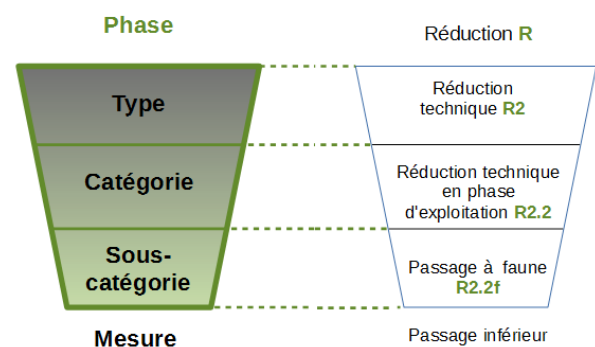 Phase
Type
Catégorie
Sous-
catégorie
Mesure
Réduction R
Réduction
technique R2
Réduction technique
en phase
d'exploitation R2.2
Passage à faune
R2.2f
Passage inférieur